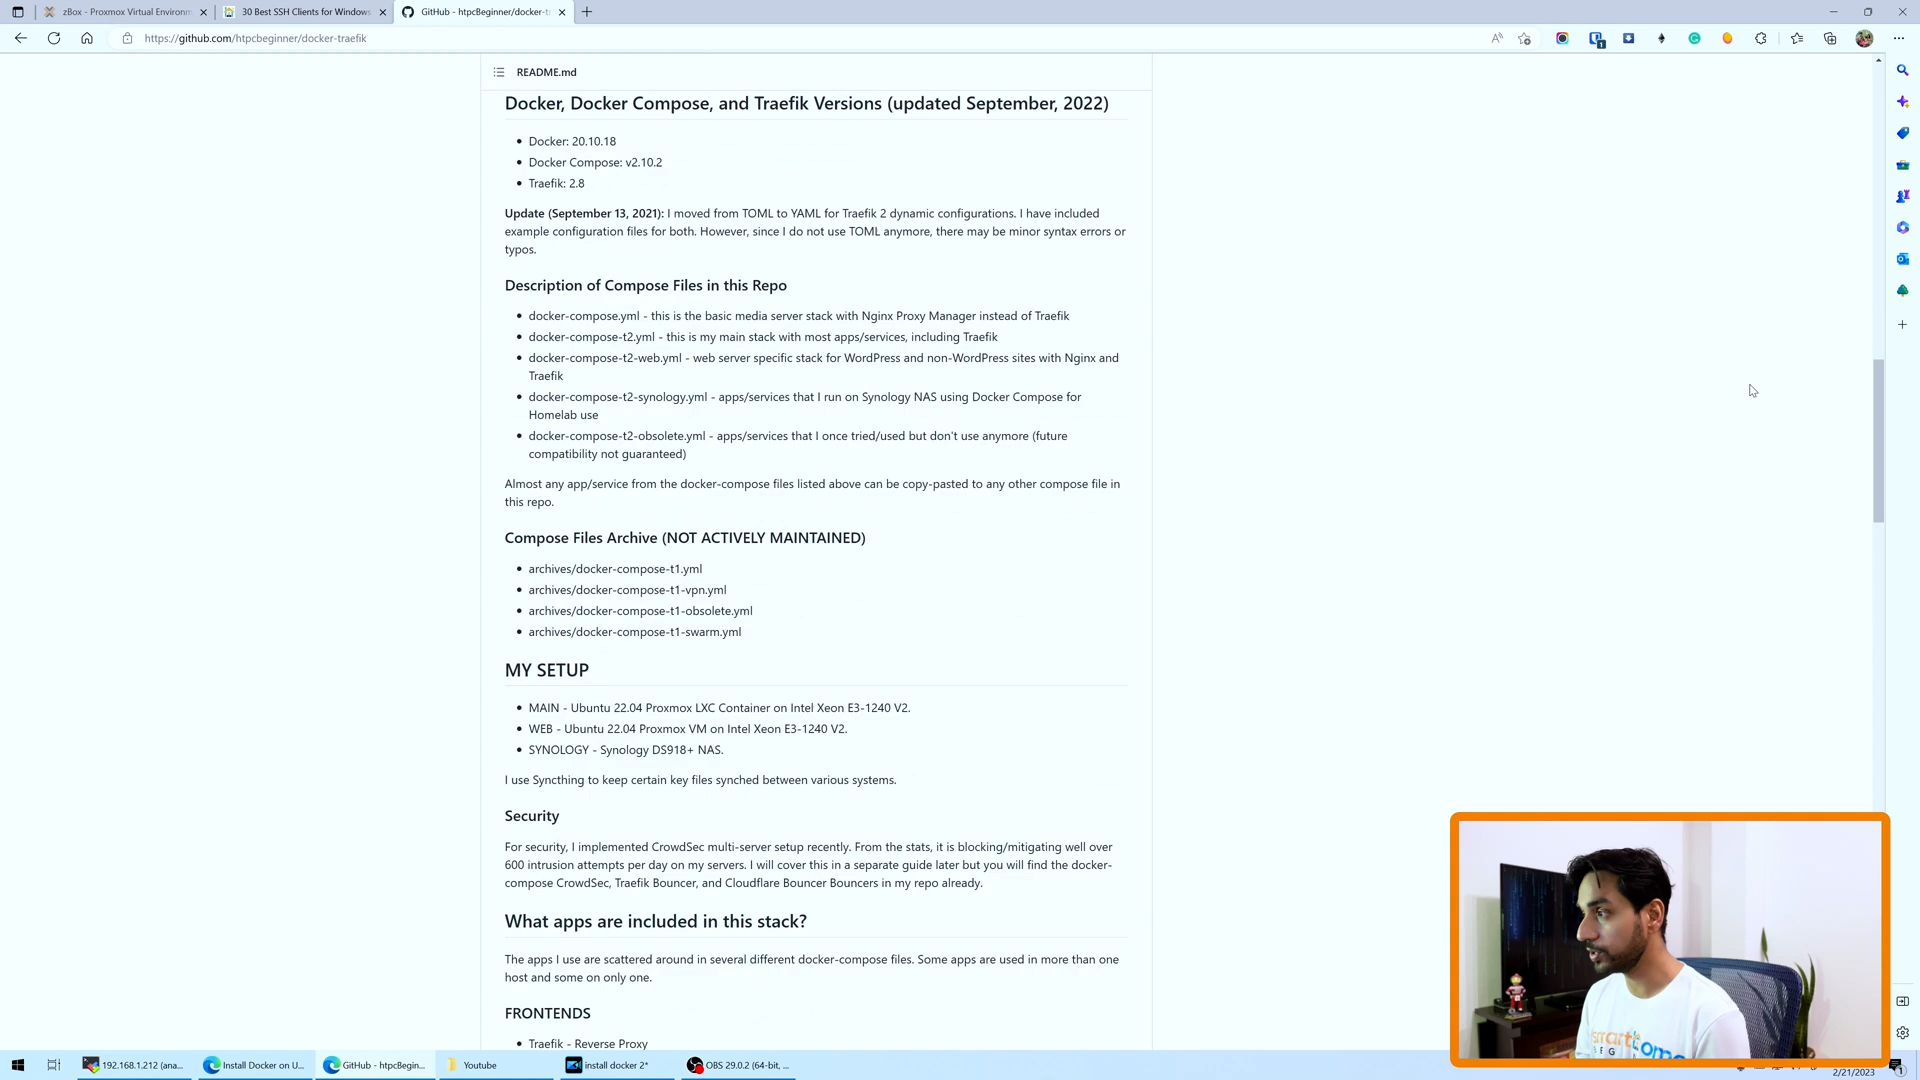 zBox - Proxmox Virtual Environm
30 Best SSH Clients for Windows
GitHub - htpcBeginner/docker-t
https://github.com/htpcbeginner/docker-traefik
README.md
Docker, Docker Compose, and Traefik Versions (updated September, 2022)
Docker: 20.10.18
Docker Compose: v2.10.2
Traefik: 2.8
Update (September 13, 2021): I moved from TOML to YAML for Traefik 2 dynamic configurations. I have included
example configuration files for both. However, since I do not use TOML anymore, there may be minor syntax errors or
typos.
Description of Compose Files in this Repo
docker-compose.yml - this is the basic media server stack with Nginx Proxy Manager instead of Traefik
docker-compose-t2.yml - this is my main stack with most apps/services, including Traefik
docker-compose-t2-web.yml - web server specific stack for WordPress and non-WordPress sites with Nginx and
Traefik
docker-compose-t2-synology.yml - apps/services that I run on Synology NAS using Docker Compose for
Homelab use
docker-compose-t2-obsolete.yml - apps/services that I once tried/used but don't use anymore (future
compatibility not guaranteed)
Almost any app/service from the docker-compose files listed above can be copy-pasted to any other compose file in
this repo.
Compose Files Archive (NOT ACTIVELY MAINTAINED)
archives/docker-compose-t1.yml
archives/docker-compose-t1-vpn.yml
archives/docker-compose-t1-obsolete.yml
archives/docker-compose-t1-swarm.yml
MY SETUP
MAIN - Ubuntu 22.04 Proxmox LXC Container on Intel Xeon E3-1240 V2.
WEB - Ubuntu 22.04 Proxmox VM on Intel Xeon E3-1240 V2.
SYNOLOGY - Synology DS918+ NAS.
I use Syncthing to keep certain key files synched between various systems.
Security
For security, I implemented CrowdSec multi-server setup recently. From the stats, it is blocking/mitigating well over
600 intrusion attempts per day on my servers. I will cover this in a separate guide later but you will find the docker-
compose CrowdSec, Traefik Bouncer, and Cloudflare Bouncer Bouncers in my repo already.
What apps are included in this stack?
The apps I use are scattered around in several different docker-compose files. Some apps are used in more than one
host and some on only one.
FRONTENDS
Traefik - Reverse Proxy
192.168.1.212 (ana...
Install Docker on U...
GitHub - htpcBegin...
Youtube
install docker 2*
OBS 29.0.2 (64-bit, ...
2/21/2023